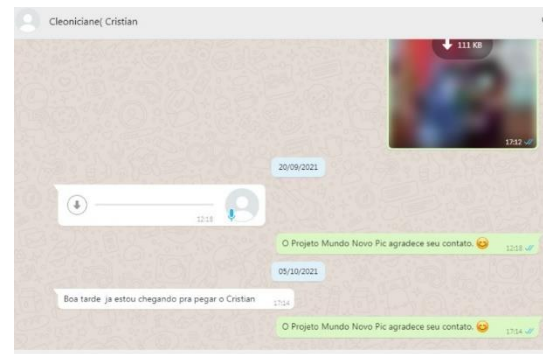 Cleoniciane( Cristian
111 KB
17:12
20/09/2021
12:18
O Projeto Mundo Novo Pic agradece seu contato. 😊
12:18
05/10/2021
Boa tarde ja estou chegando pra pegar o Cristian
17:14
O Projeto Mundo Novo Pic agradece seu contato. 😊
17:14